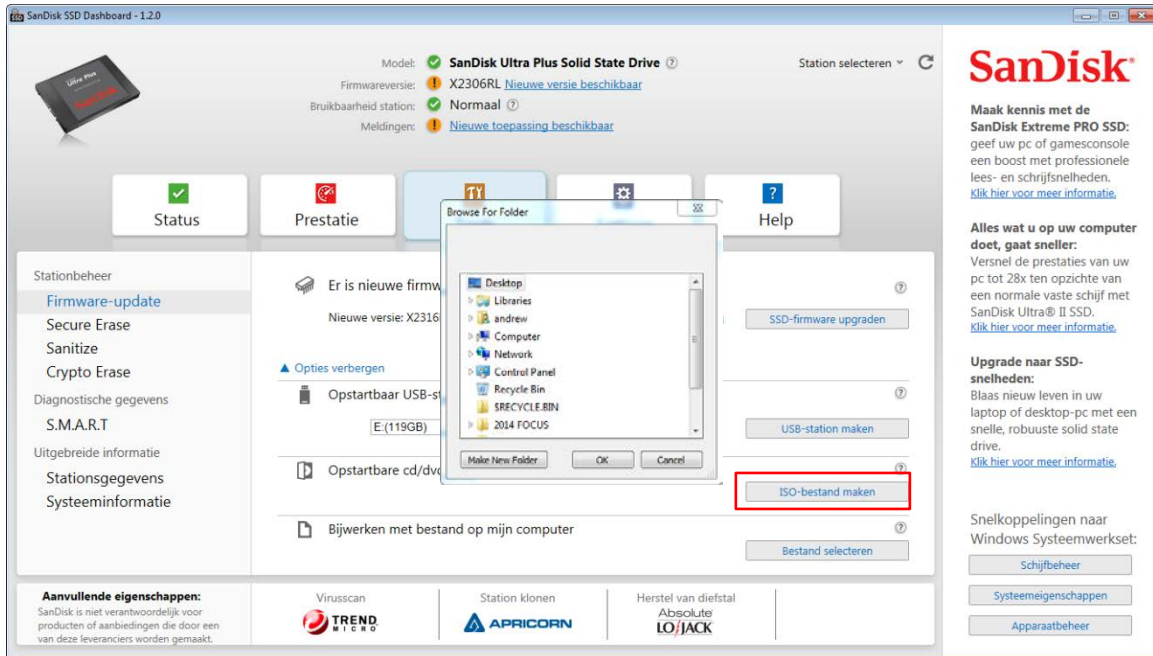 SanDisk SSD Dashboard - 1.2.0
Model: SanDisk Ultra Plus Solid State Drive ?
Station selecteren
Firmwareversie: ! X2306RL Nieuwe versie beschikbaar
Bruikbaarheid station: Normaal ?
Meldingen: ! Nieuwe toepassing beschikbaar
Ultra Plus
SanDisk
Status
Prestatie
? Help
Browse For Folder
Desktop
Libraries
andrew
Computer
Network
Control Panel
Recycle Bin
$RECYCLE.BIN
2014 FOCUS
Make New Folder
OK
Cancel
Stationbeheer
Firmware-update
Secure Erase
Sanitize
Crypto Erase
Diagnostische gegevens
S.M.A.R.T
Uitgebreide informatie
Stationsgegevens
Systeeminformatie
Er is nieuwe firmw
?
Nieuwe versie: X2316
SSD-firmware upgraden
Opties verbergen
Opstartbaar USB-st
?
E:(119GB)
USB-station maken
Opstartbare cd/dvd
?
ISO-bestand maken
Bijwerken met bestand op mijn computer
?
Bestand selecteren
Aanvullende eigenschappen:
SanDisk is niet verantwoordelijk voor
producten of aanbiedingen die door een
van deze leveranciers worden gemaakt.
Virusscan
TREND
MICRO
Station klonen
APRICORN
Herstel van diefstal
Absolute
LO/JACK
SanDisk
Maak kennis met de
SanDisk Extreme PRO SSD:
geef uw pc of gamesconsole
een boost met professionele
lees- en schrijfsnelheden.
Klik hier voor meer informatie.
Alles wat u op uw computer
doet, gaat sneller:
Versnel de prestaties van uw
pc tot 28x ten opzichte van
een normale vaste schijf met
SanDisk Ultra® II SSD.
Klik hier voor meer informatie.
Upgrade naar SSD-
snelheden:
Blaas nieuw leven in uw
laptop of desktop-pc met een
snelle, robuuste solid state
drive.
Klik hier voor meer informatie.
Snelkoppelingen naar
Windows Systeemwerkset:
Schijfbeheer
Systeemeigenschappen
Apparaatbeheer